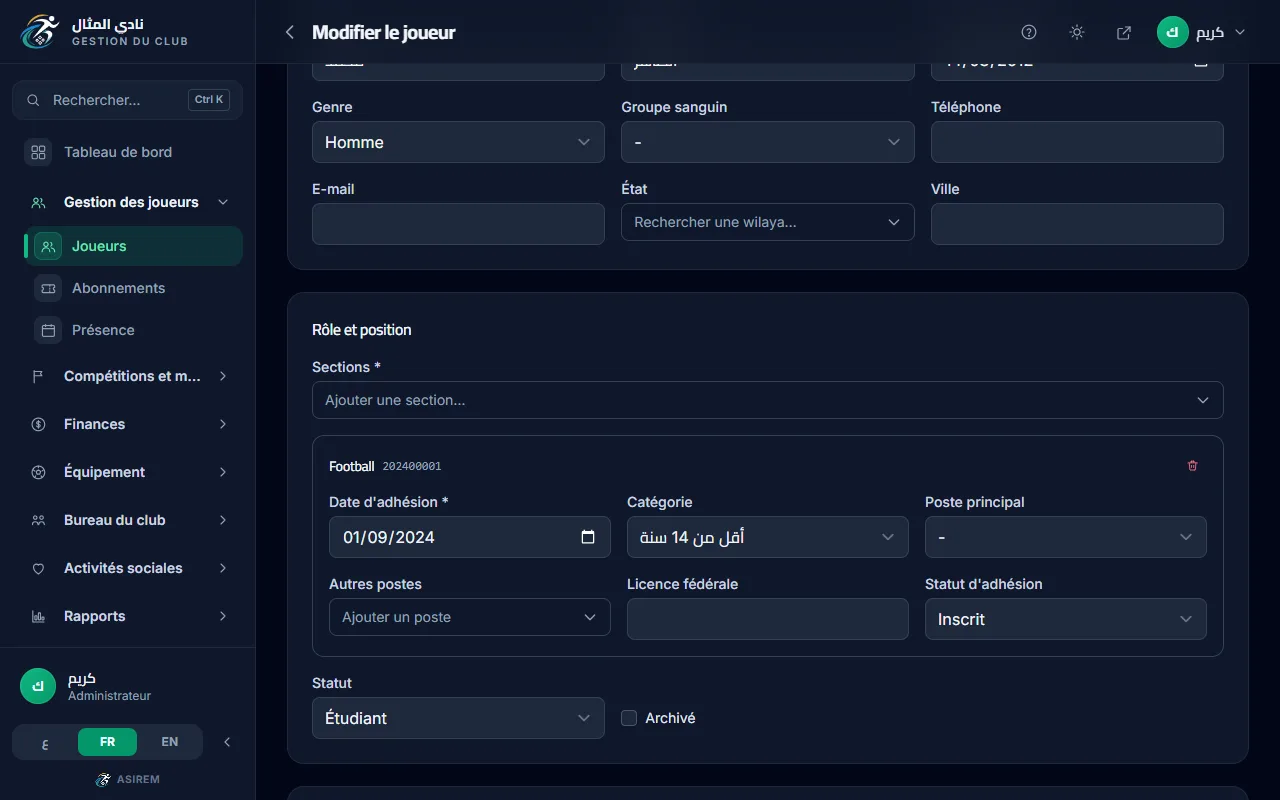 نادي المثال
GESTION DU CLUB
Rechercher...
Ctrl K
Tableau de bord
Gestion des joueurs
Joueurs
Abonnements
Présence
Compétitions et m...
Finances
Équipement
Bureau du club
Activités sociales
Rapports
كريم
Administrateur
ع
FR
EN
ASIREM
Modifier le joueur
ك
كريم
Genre
Groupe sanguin
Téléphone
Homme
-
E-mail
État
Ville
Rechercher une wilaya...
Rôle et position
Sections *
Ajouter une section...
Football 202400001
Date d'adhésion *
Catégorie
Poste principal
01/09/2024
أقل من 14 سنة
-
Autres postes
Licence fédérale
Statut d'adhésion
Ajouter un poste
Inscrit
Statut
Étudiant
Archivé